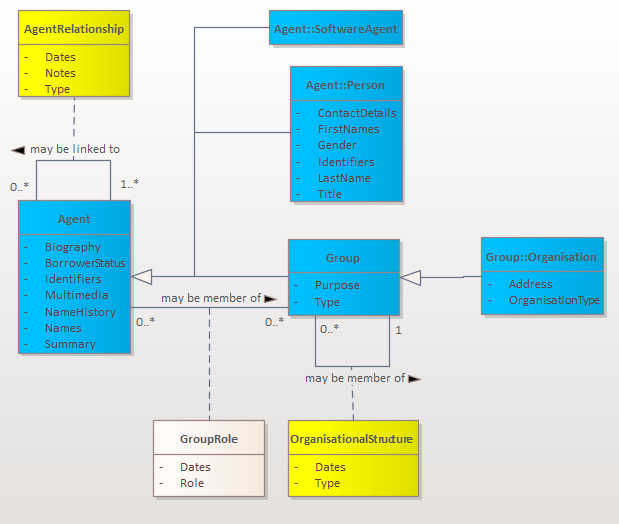 AgentRelationship
- Dates
- Notes
- Type
Agent::SoftwareAgent
Agent::Person
- ContactDetails
- FirstNames
- Gender
- Identifiers
- LastName
- Title
◄ may be linked to
0..*
1..*
Agent
- Biography
- BorrowerStatus
- Identifiers
- Multimedia
- NameHistory
- Names
- Summary
Group
- Purpose
- Type
Group::Organisation
- Address
- OrganisationType
may be member of ►
0..*
0..*
0..*
1
may be member of ►
GroupRole
- Dates
- Role
OrganisationalStructure
- Dates
- Type